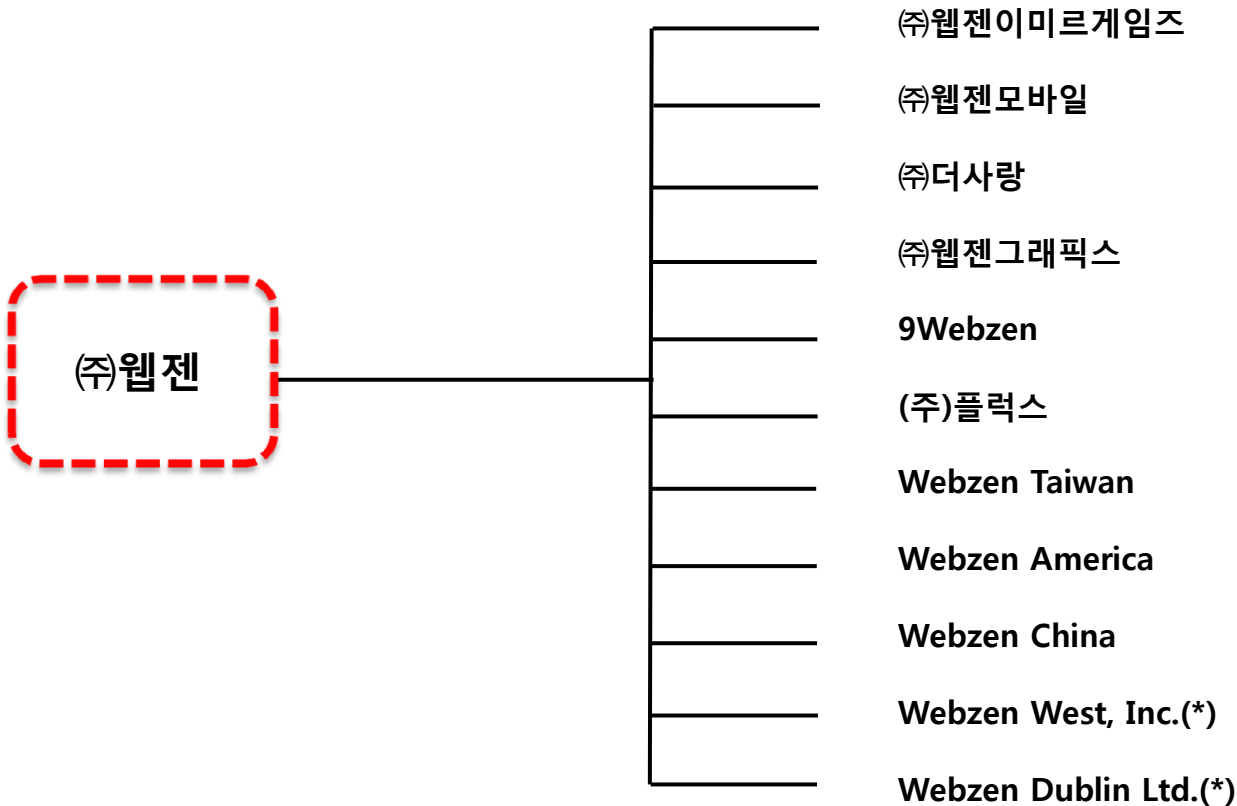 ㈜웹젠
㈜웹젠이미르게임즈
㈜웹젠모바일
㈜더사랑
㈜웹젠그래픽스
9Webzen
(주)플럭스
Webzen Taiwan
Webzen America
Webzen China
Webzen West, Inc.(*)
Webzen Dublin Ltd.(*)